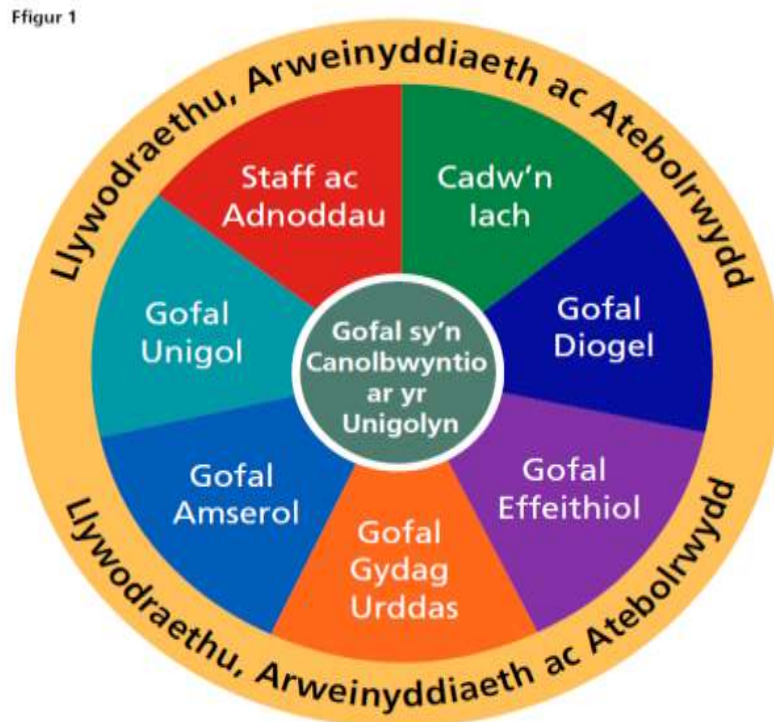 Ffigur 1
Llywodraethu, Arweinyddiaeth ac Atebolrwydd
Staff ac
Adnoddau
Cadw'n
Iach
Gofal
Unigol
Gofal
Diogel
Gofal sy'n
Canolbwyntio
ar yr
Unigolyn
Gofal
Amserol
Gofal
Effeithiol
Gofal
Gydag
Urddas
Llywodraethu, Arweinyddiaeth ac Atebolrwydd